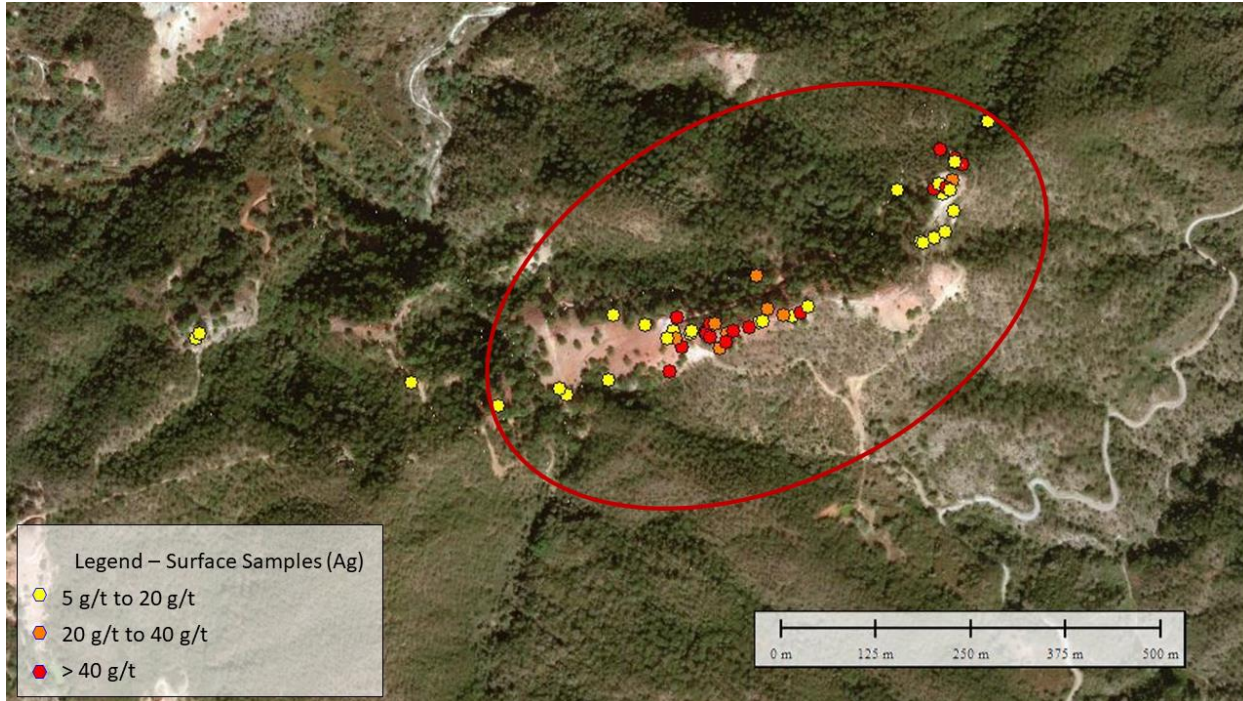 Legend – Surface Samples (Ag)
5 g/t to 20 g/t
20 g/t to 40 g/t
> 40 g/t
0 m 125 m 250 m 375 m 500 m